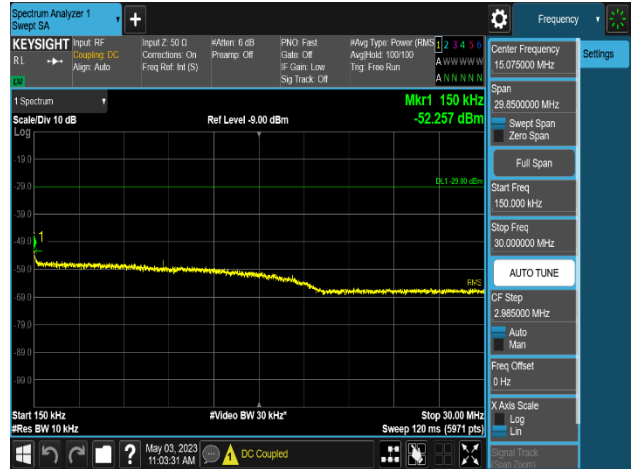 Spectrum Analyzer 1
Swept SA
Frequency
KEYSIGHT
Input: RF
Input Z: 50 Ω
#Atten: 6 dB
PNO: Fast
#Avg Type: Power (RMS
1 2 3 4 5 6
RL
Coupling: DC
Corrections: On
Preamp: Off
Gate: Off
Avg|Hold: 100/100
A W W W W W
Align: Auto
Freq Ref: Int (S)
IF Gain: Low
Trig: Free Run
Sig Track: Off
A N N N N N
LW
1 Spectrum
Mkr1 150 kHz
Scale/Div 10 dB
Ref Level -9.00 dBm
-52.257 dBm
Log
-19.0
-29.0
DL1 -29.00 dBm
-39.0
-49.0
1
-59.0
RMS
-69.0
-79.0
-89.0
-99.0
Start 150 kHz
#Video BW 30 kHz*
Stop 30.00 MHz
#Res BW 10 kHz
Sweep 120 ms (5971 pts)
Center Frequency
15.075000 MHz
Settings
Span
29.8500000 MHz
Swept Span
Zero Span
Full Span
Start Freq
150.000 kHz
Stop Freq
30.000000 MHz
AUTO TUNE
CF Step
2.985000 MHz
Auto
Man
Freq Offset
0 Hz
X Axis Scale
Log
Lin
Signal Track
(Span Zoom)
?
May 03, 2023
11:03:31 AM
DC Coupled